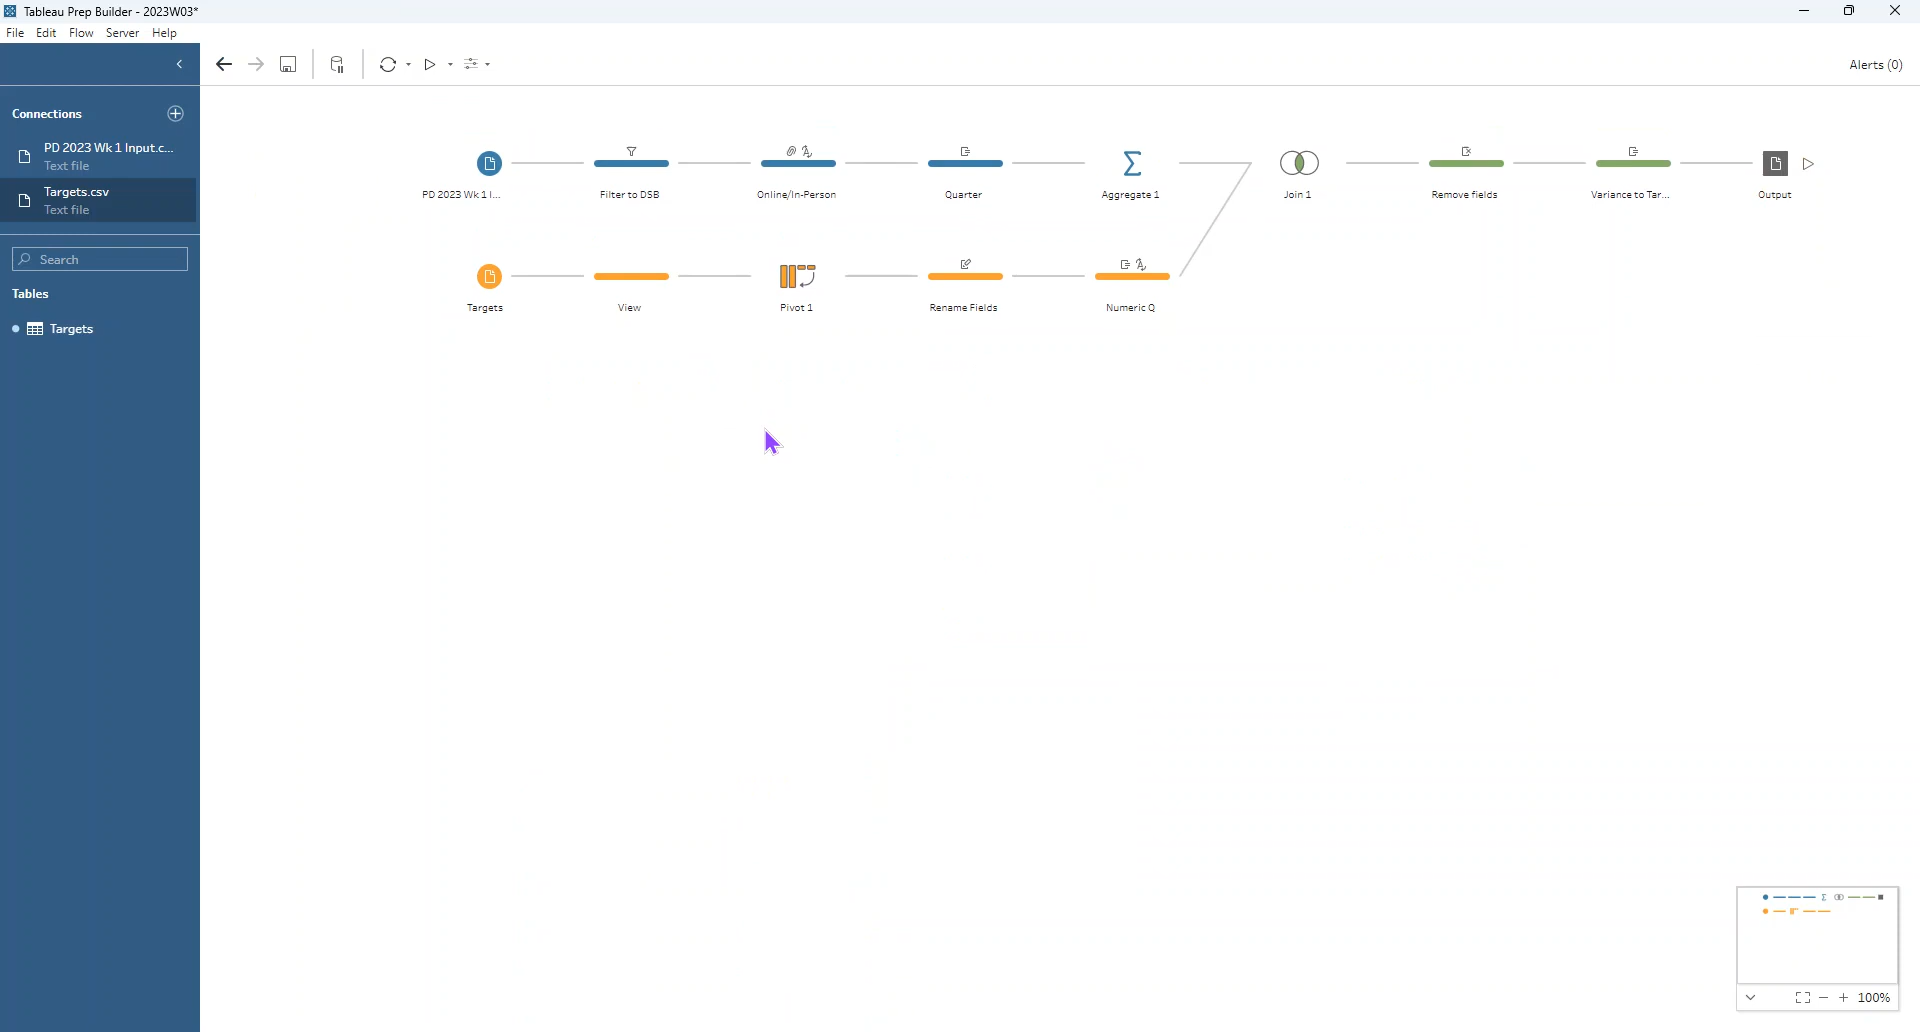 Tableau Prep Builder - 2023W03*
File Edit Flow Server Help
Alerts (0)
Connections
PD 2023 Wk 1 Input.c...
Text file
Targets.csv
Text file
Search
Tables
Targets
PD 2023 Wk 1 I...
Filter to DSB
Online/In-Person
Quarter
Aggregate 1
Join 1
Remove fields
Variance to Tar...
Output
Targets
View
Pivot 1
Rename Fields
Numeric Q
100%